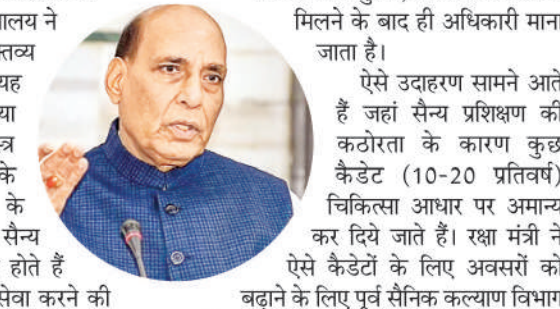 ालय ने
क्तव्य
यह
या
त्र
के
के
सैन्य
होते हैं
सेवा करने की
मिलने के बाद ही अधिकारी माना
जाता है।
ऐसे उदाहरण सामने आते
हैं जहां सैन्य प्रशिक्षण की
कठोरता के कारण कुछ
कैडेट (10-20 प्रतिवर्ष)
चिकित्सा आधार पर अमान्य
कर दिये जाते हैं। रक्षा मंत्री ने
ऐसे कैडेटों के लिए अवसरों को
बढ़ाने के लिए पूर्व सैनिक कल्याण विभाग